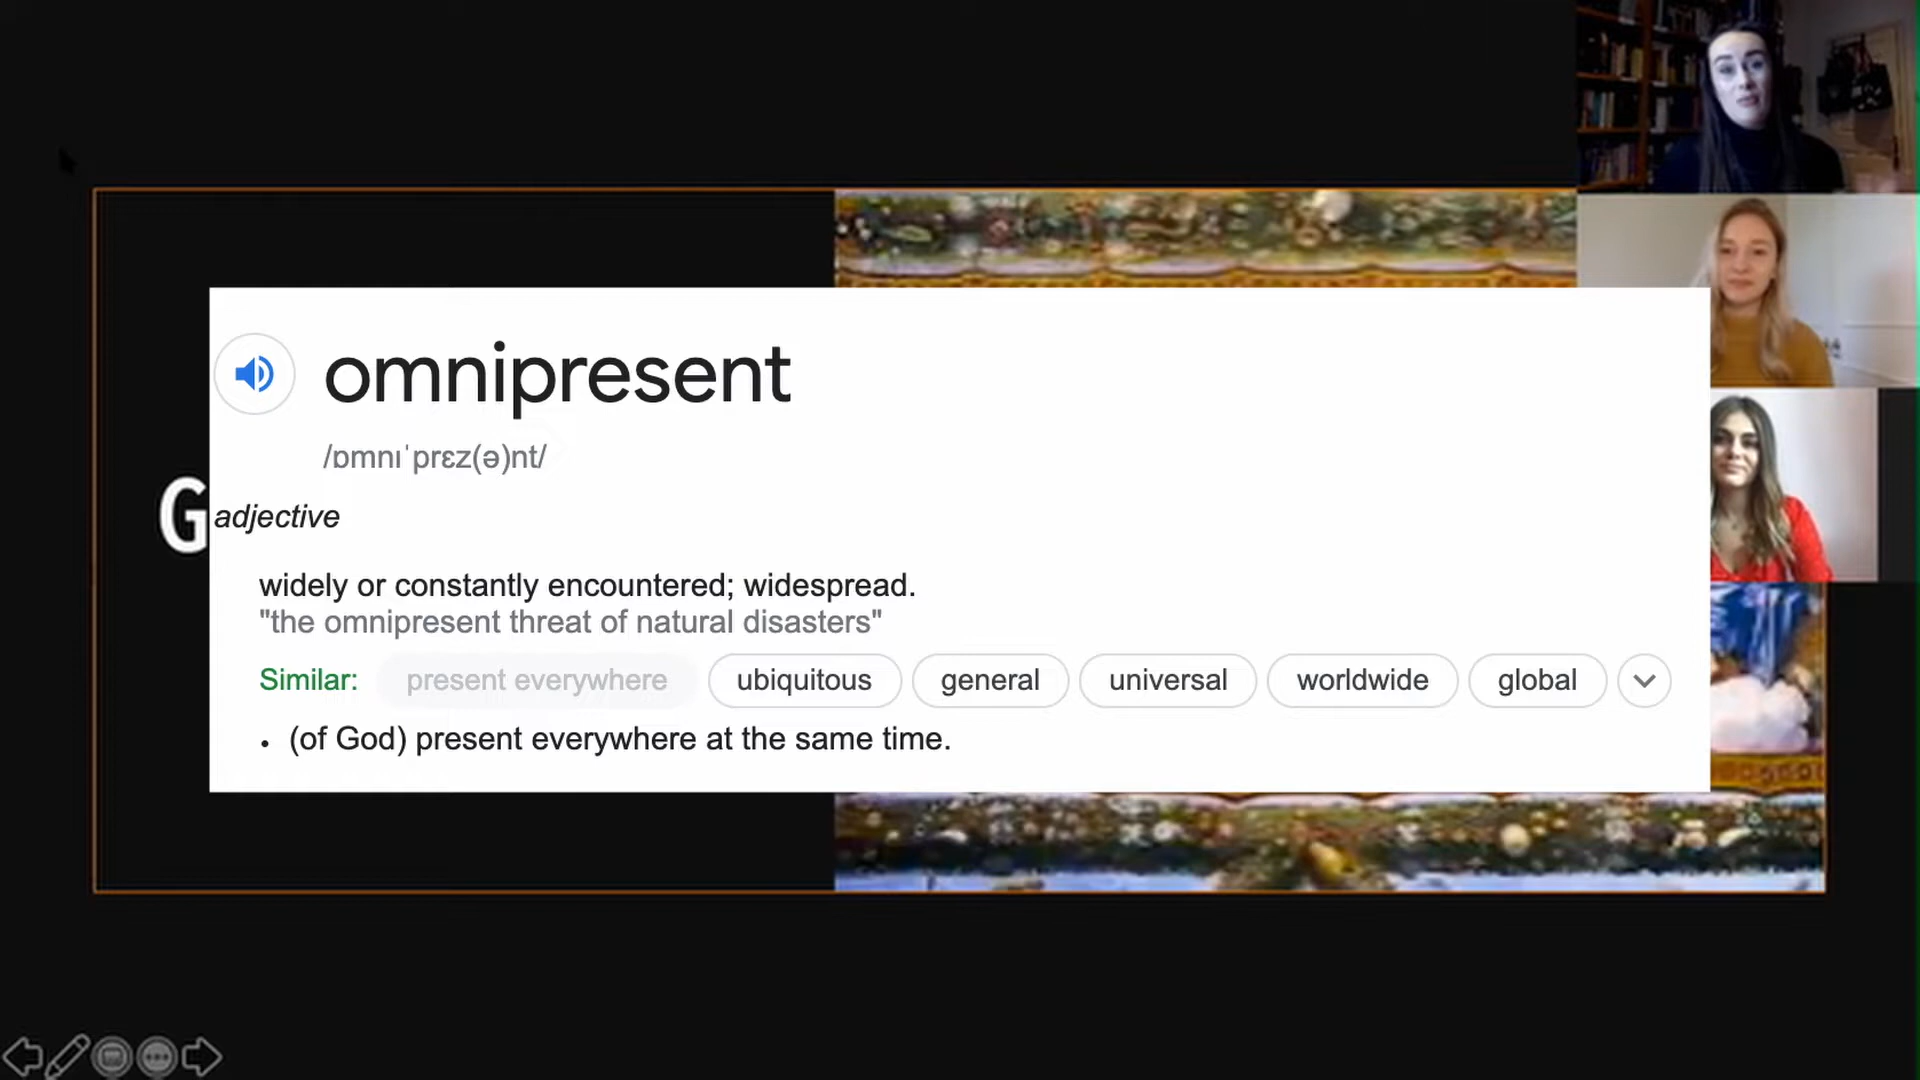 omnipresent
/ɒmnɪˈprɛz(ə)nt/
G
adjective
widely or constantly encountered; widespread.
"the omnipresent threat of natural disasters"
Similar: present everywhere ubiquitous general universal worldwide global
• (of God) present everywhere at the same time.